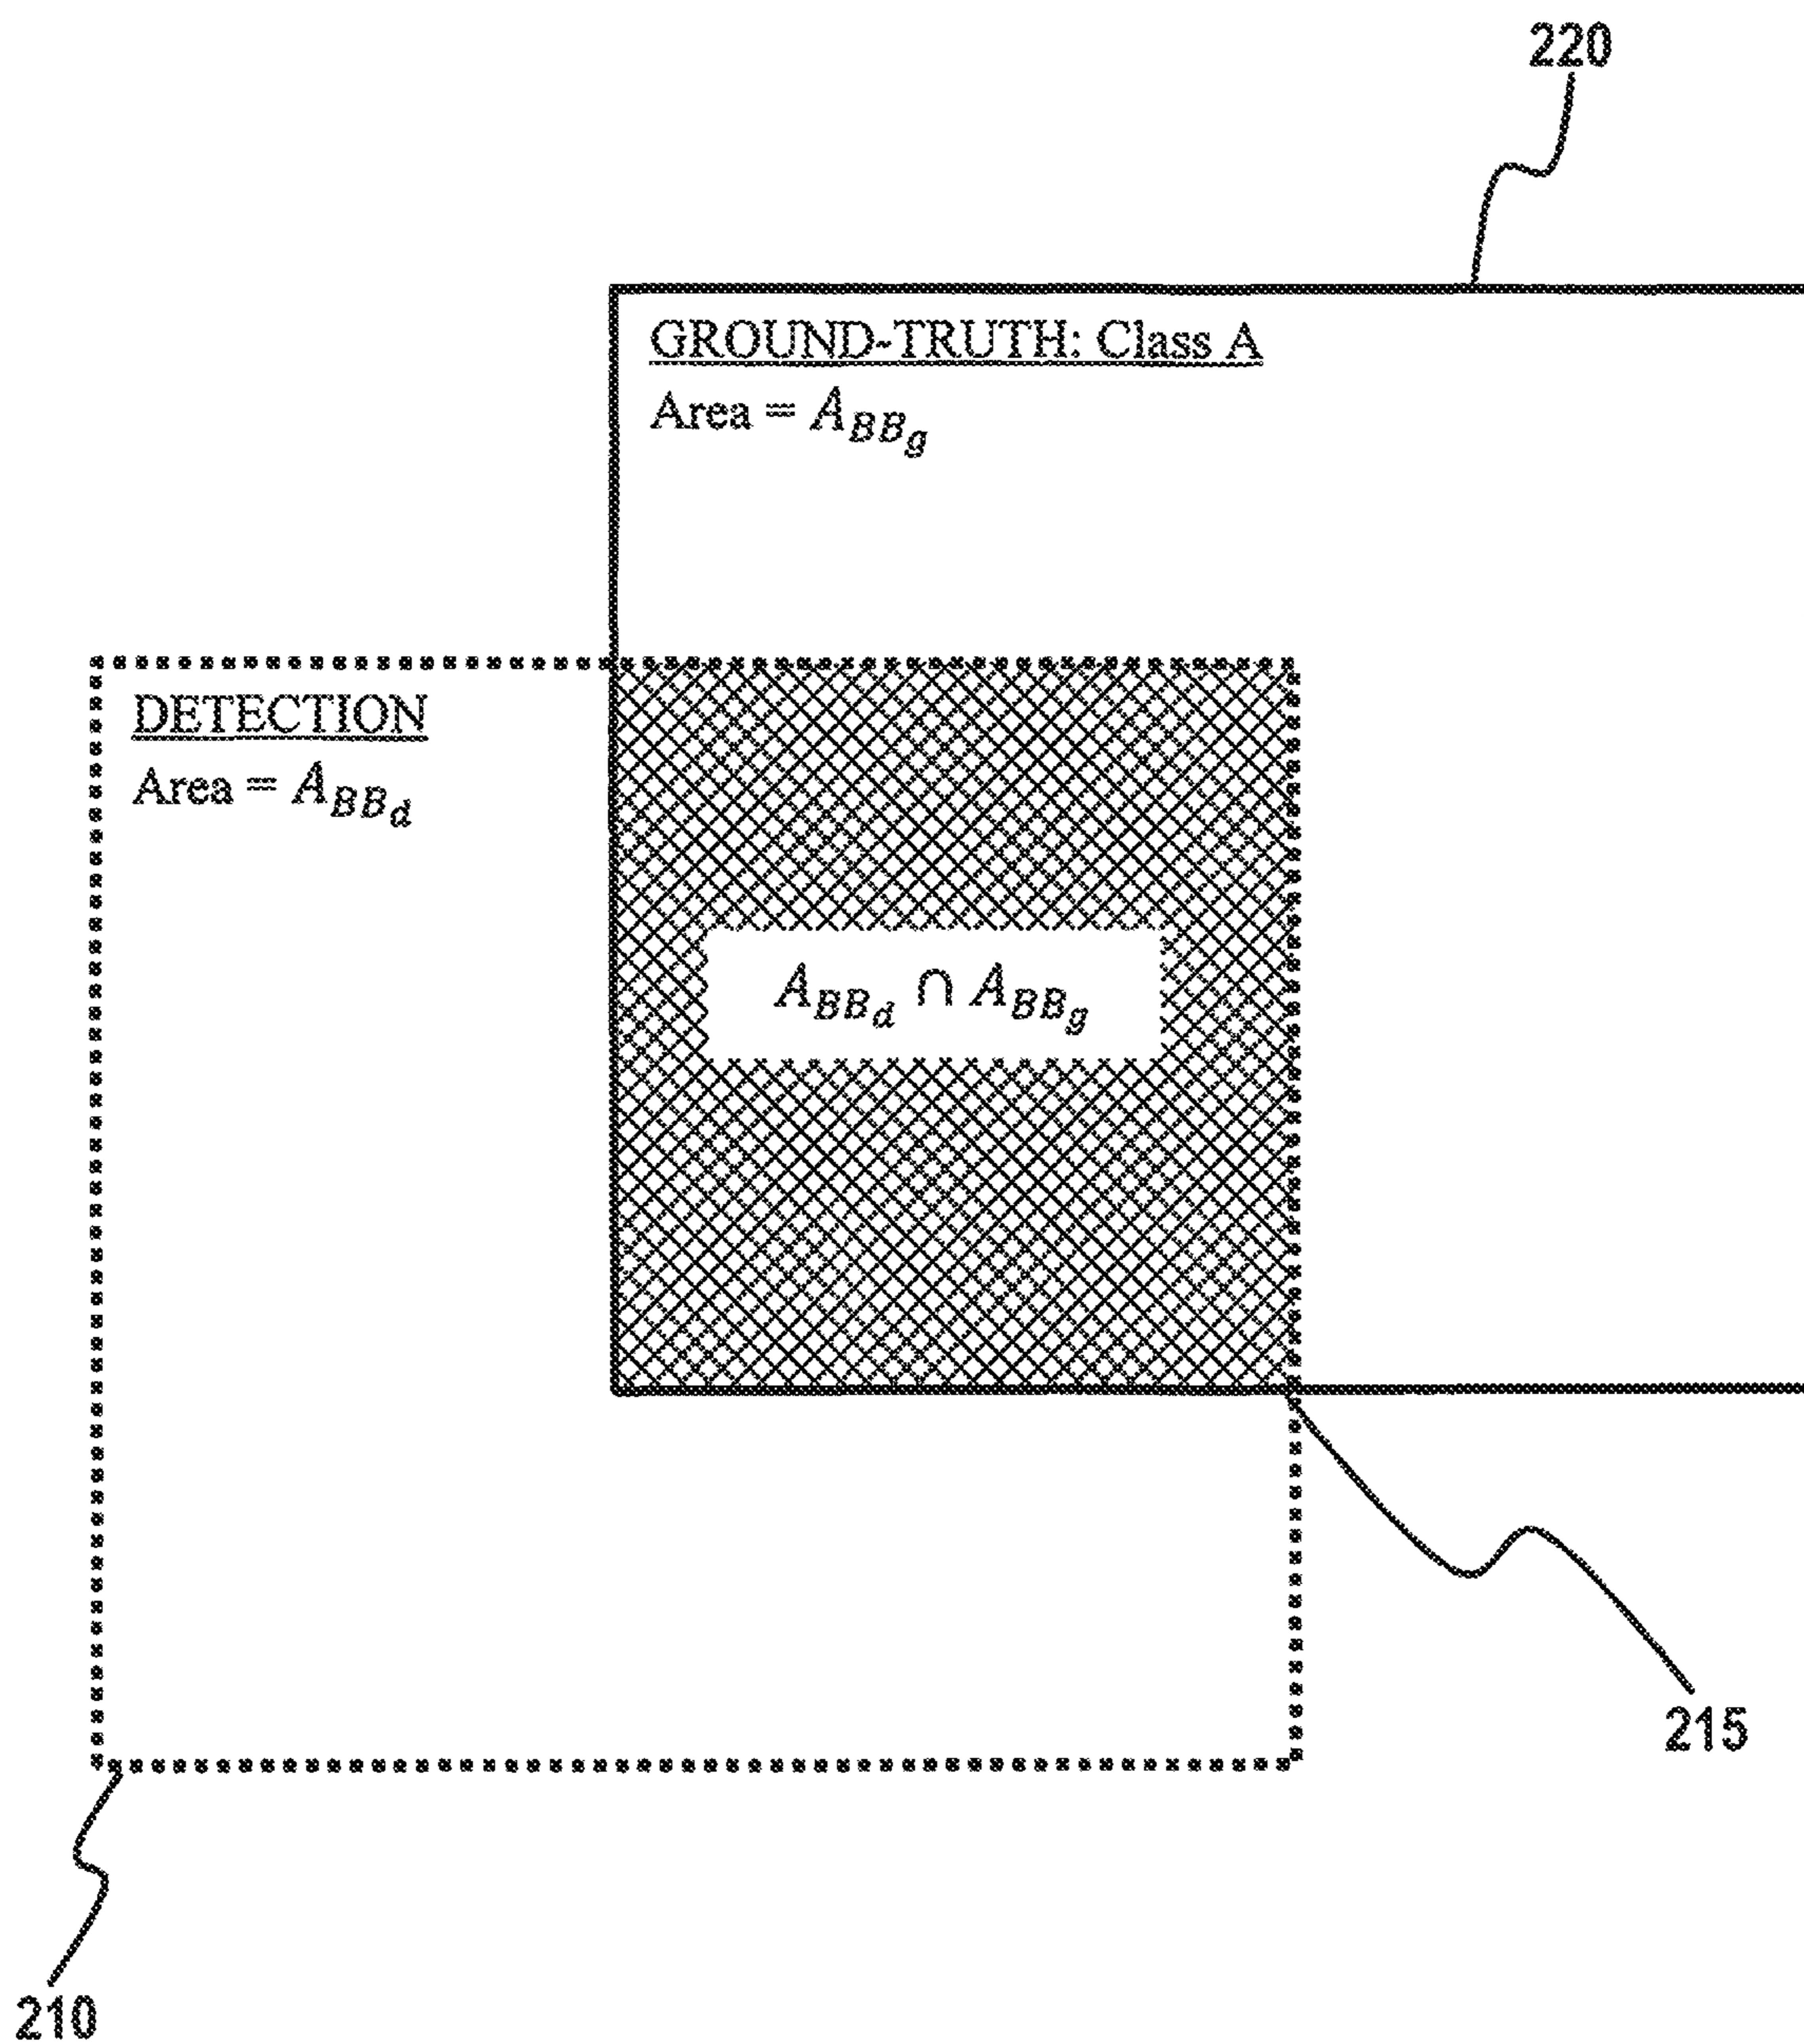 220
GROUND-TRUTH: Class A
Area = A_{BB_g}
DETECTION
Area = A_{BB_d}
A_{BB_d} ∩ A_{BB_g}
215
210